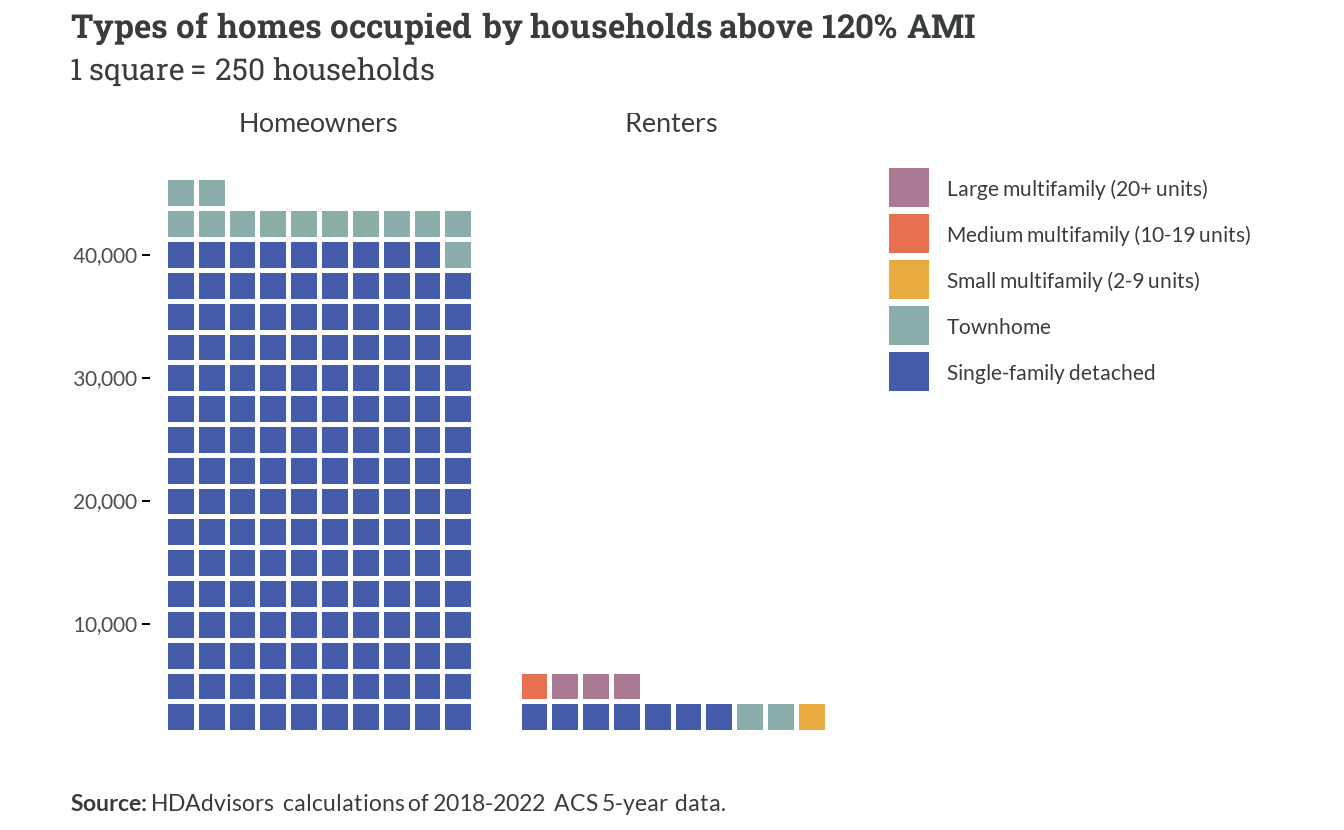 Types of homes occupied by households above 120% AMI
1 square = 250 households
Homeowners
Renters
40,000
30,000
20,000
10,000
Large multifamily (20+ units)
Medium multifamily (10-19 units)
Small multifamily (2-9 units)
Townhome
Single-family detached
Source: HDAdvisors calculations of 2018-2022 ACS 5-year data.